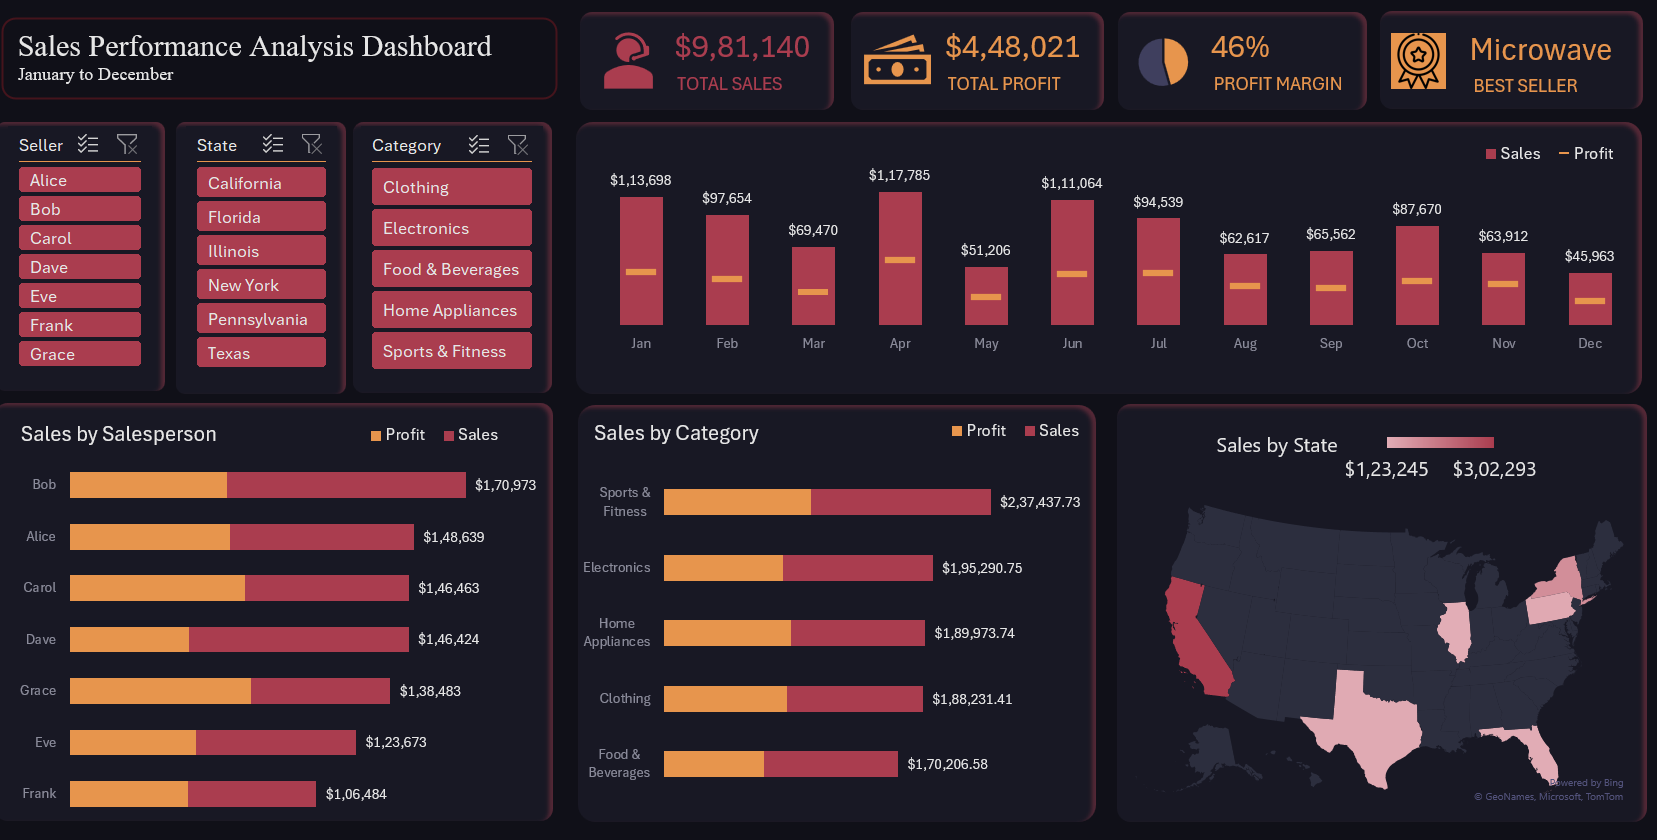 Sales Performance Analysis Dashboard
January to December
$9,81,140
TOTAL SALES
$4,48,021
TOTAL PROFIT
46%
PROFIT MARGIN
Microwave
BEST SELLER
Seller
Alice
Bob
Carol
Dave
Eve
Frank
Grace
State
California
Florida
Illinois
New York
Pennsylvania
Texas
Category
Clothing
Electronics
Food & Beverages
Home Appliances
Sports & Fitness
Sales Profit
$1,13,698
$97,654
$69,470
$1,17,785
$51,206
$1,11,064
$94,539
$62,617
$65,562
$87,670
$63,912
$45,963
Jan Feb Mar Apr May Jun Jul Aug Sep Oct Nov Dec
Sales by Salesperson
Profit Sales
Bob $1,70,973
Alice $1,48,639
Carol $1,46,463
Dave $1,46,424
Grace $1,38,483
Eve $1,23,673
Frank $1,06,484
Sales by Category
Profit Sales
Sports &
Fitness
$2,37,437.73
Electronics $1,95,290.75
Home
Appliances
$1,89,973.74
Clothing $1,88,231.41
Food &
Beverages
$1,70,206.58
Sales by State
$1,23,245 $3,02,293
Powered by Bing
© GeoNames, Microsoft, TomTom